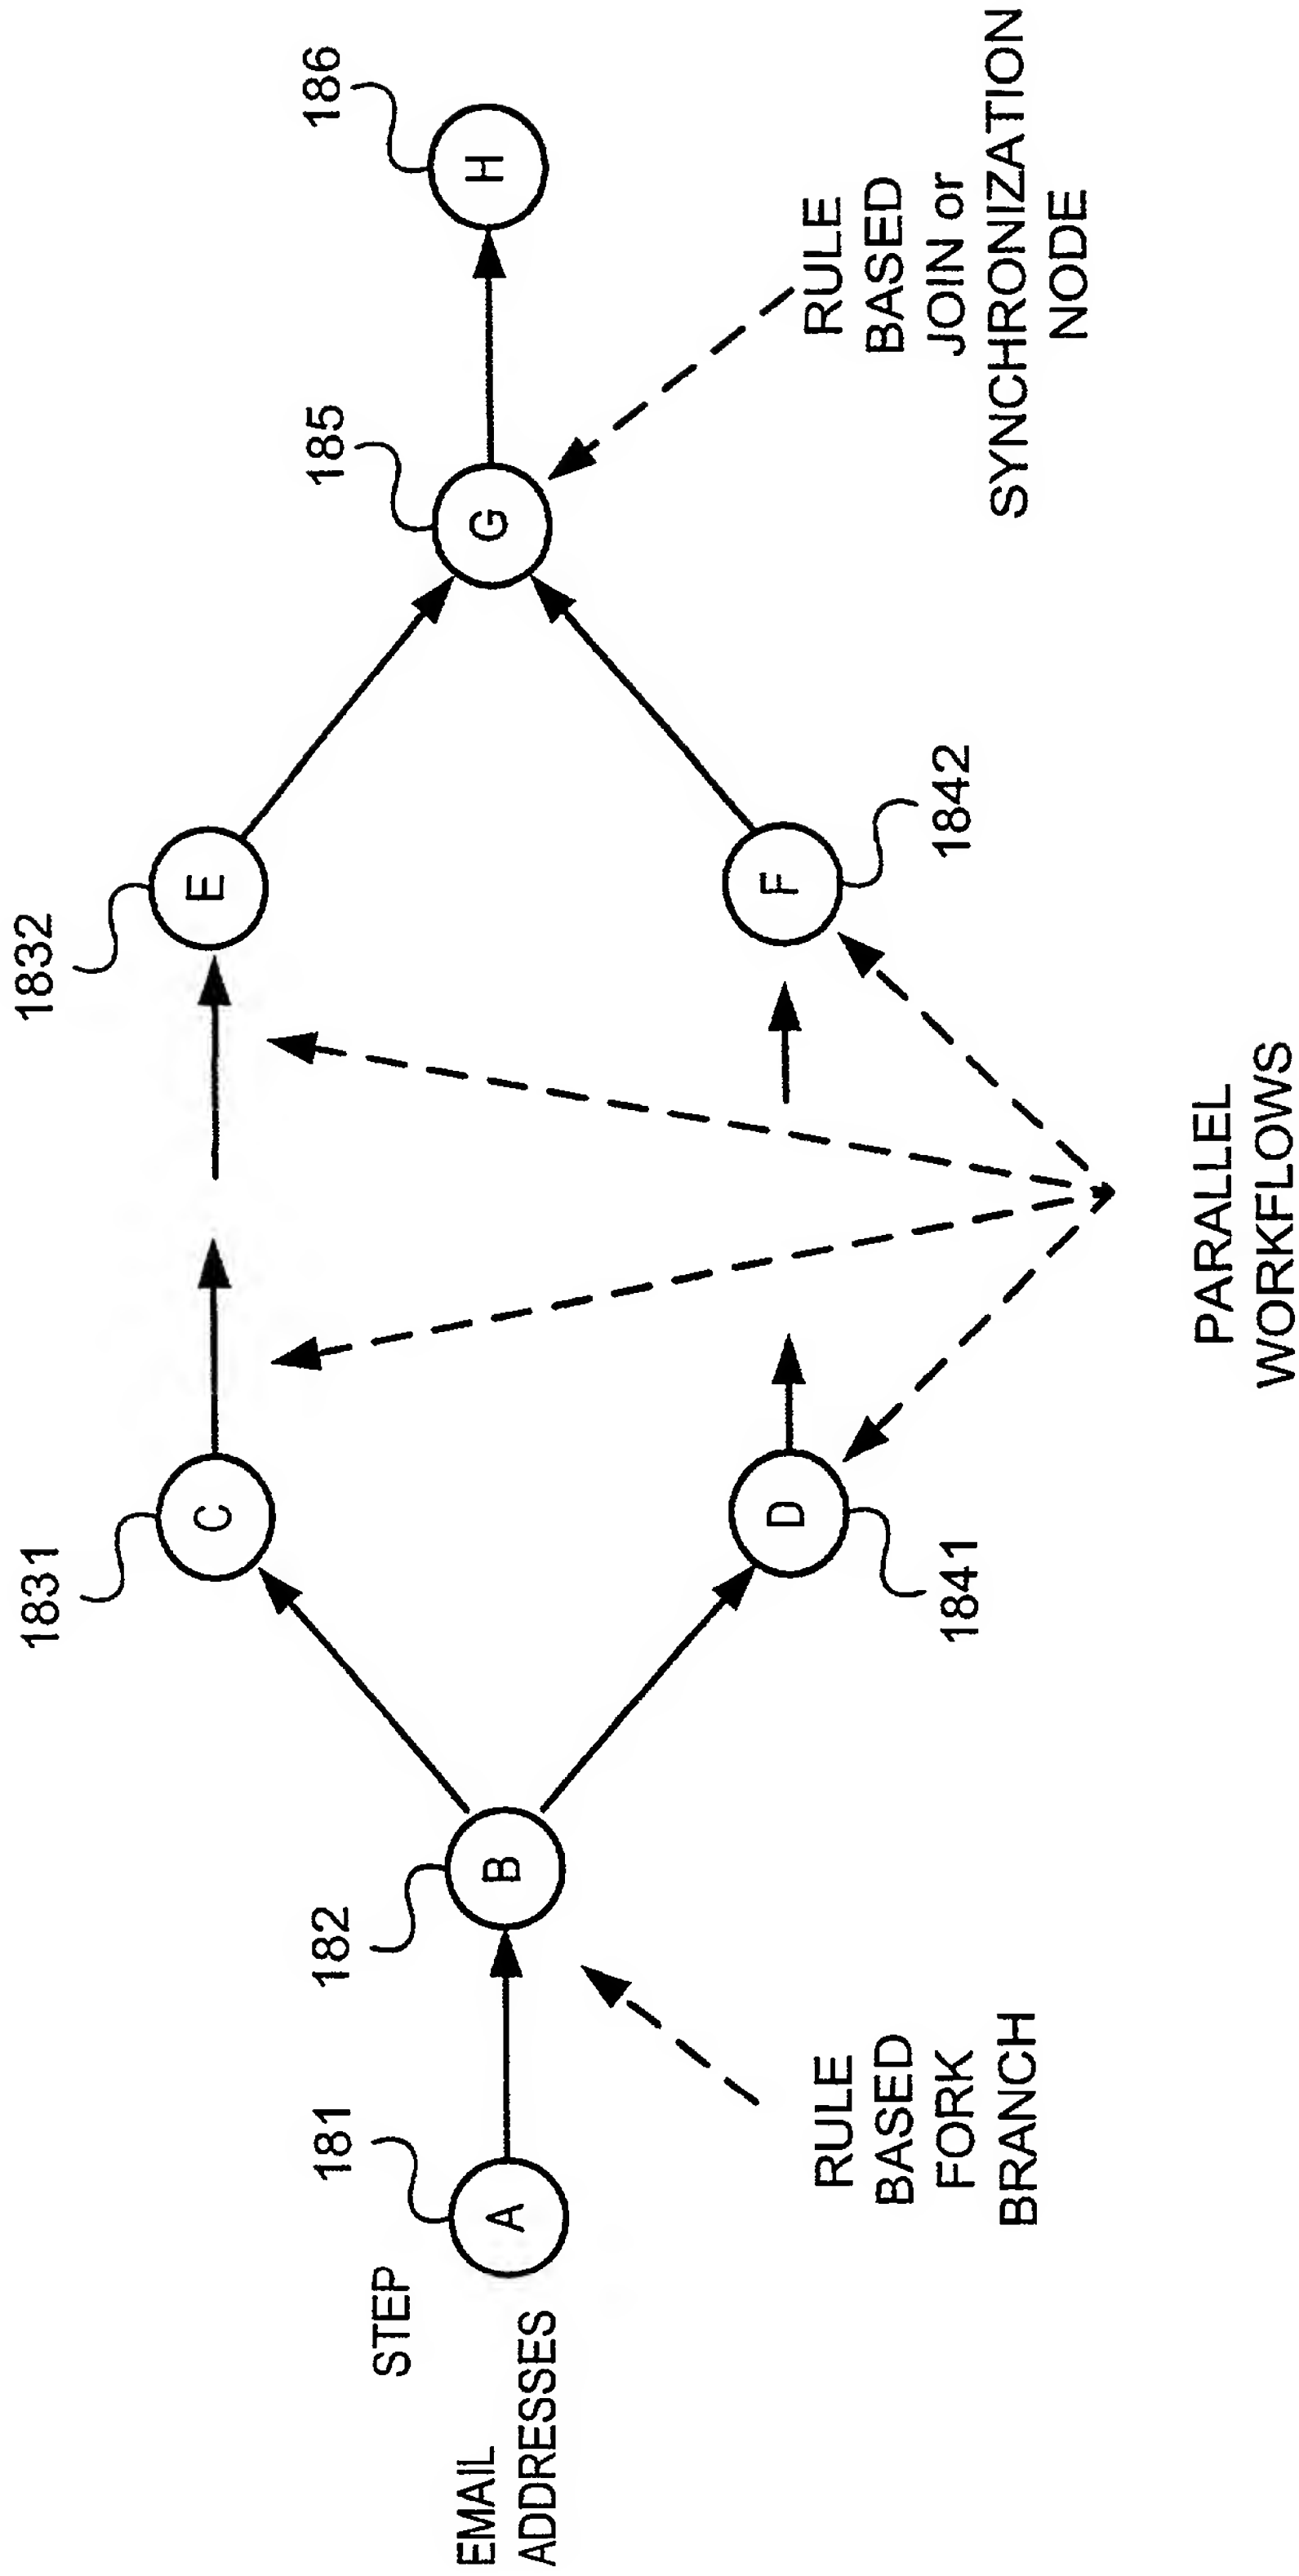 1832
1831
E
C
186
185
182
181
H
G
B
A
STEP
EMAIL
ADDRESSES
F
D
1842
1841
RULE
BASED
JOIN or
SYNCHRONIZATION
NODE
RULE
BASED
FORK
BRANCH
PARALLEL
WORKFLOWS